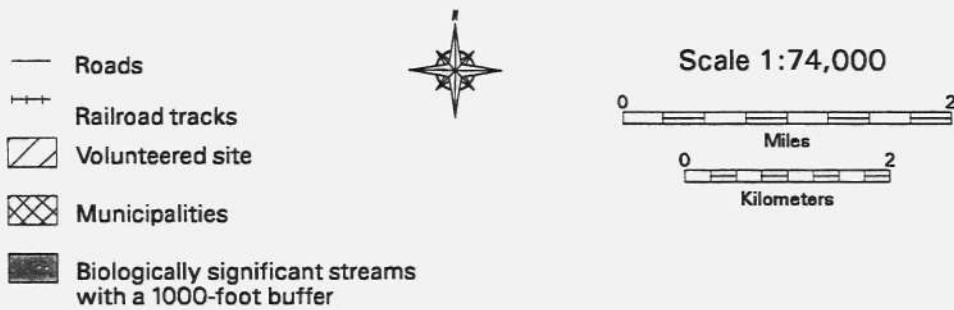 Roads
Railroad tracks
Volunteered site
Municipalities
Biologically significant streams
with a 1000-foot buffer
N
Scale 1:74,000
0 2
Miles
0 2
Kilometers